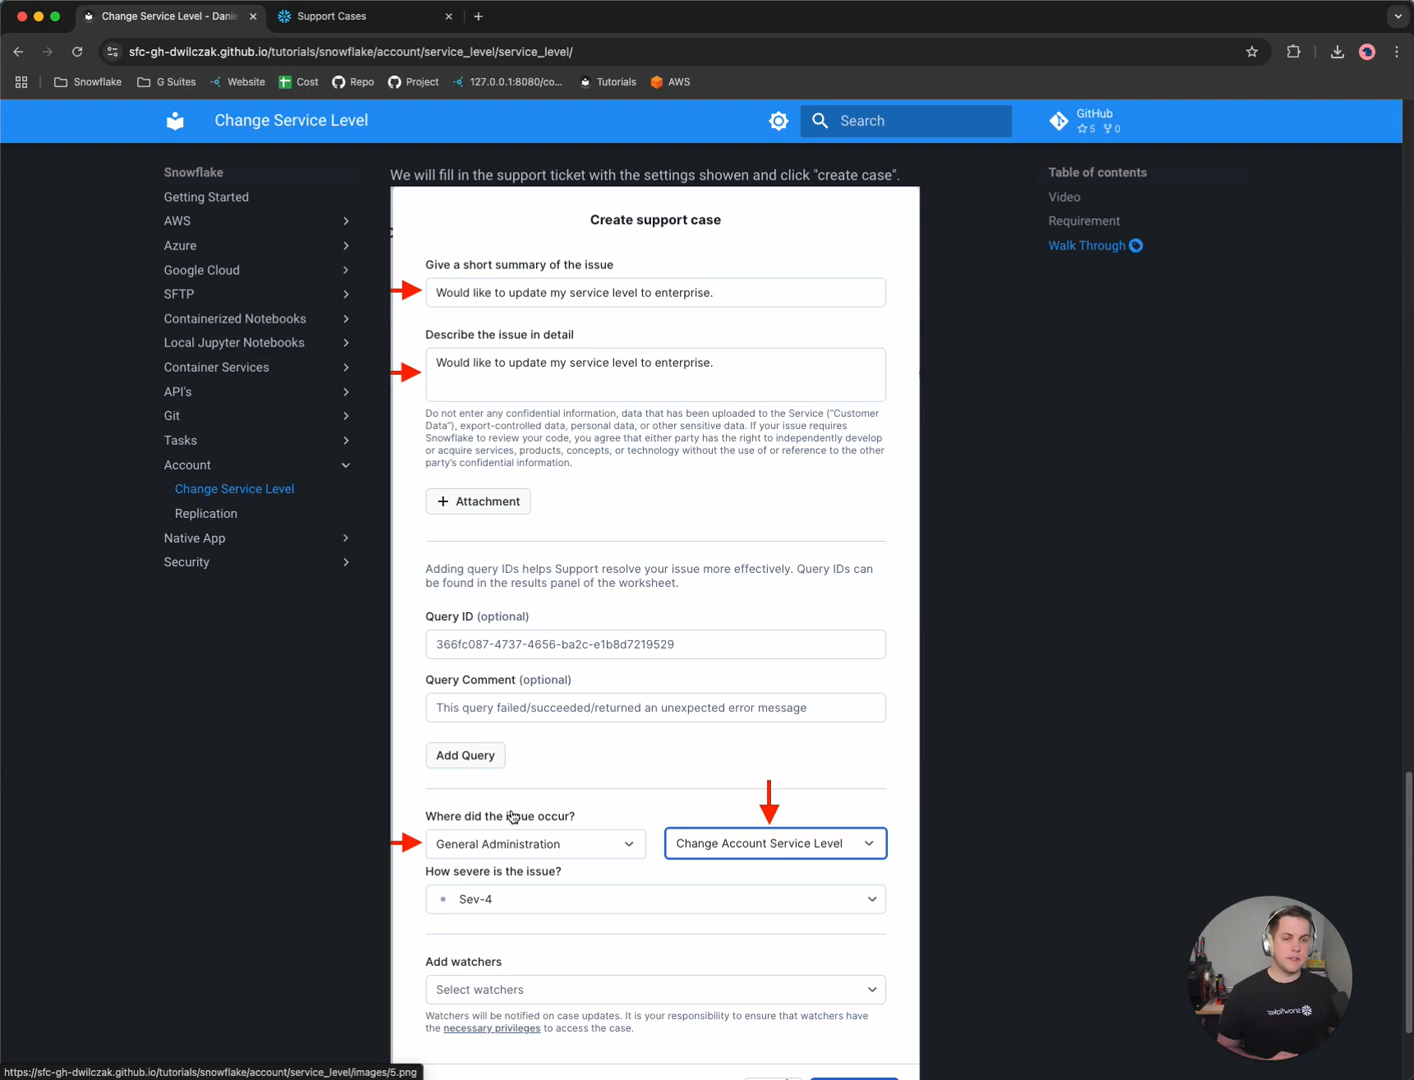 Change Service Level - Danie
Support Cases
sfc-gh-dwilczak.github.io/tutorials/snowflake/account/service_level/service_level/
Snowflake
G Suites
Website
Cost
Repo
Project
127.0.0.1:8080/co...
Tutorials
AWS
Change Service Level
Search
GitHub
5 0
Snowflake
Getting Started
AWS
Azure
Google Cloud
SFTP
Containerized Notebooks
Local Jupyter Notebooks
Container Services
API's
Git
Tasks
Account
Change Service Level
Replication
Native App
Security
We will fill in the support ticket with the settings showen and click "create case".
Create support case
Give a short summary of the issue
Would like to update my service level to enterprise.
Describe the issue in detail
Would like to update my service level to enterprise.
Do not enter any confidential information, data that has been uploaded to the Service ("Customer
Data"), export-controlled data, personal data, or other sensitive data. If your issue requires
Snowflake to review your code, you agree that either party has the right to independently develop
or acquire services, products, concepts, or technology without the use of or reference to the other
party's confidential information.
+ Attachment
Adding query IDs helps Support resolve your issue more effectively. Query IDs can
be found in the results panel of the worksheet.
Query ID (optional)
366fc087-4737-4656-ba2c-e1b8d7219529
Query Comment (optional)
This query failed/succeeded/returned an unexpected error message
Add Query
Where did the issue occur?
General Administration
Change Account Service Level
How severe is the issue?
Sev-4
Add watchers
Select watchers
Watchers will be notified on case updates. It is your responsibility to ensure that watchers have
the necessary privileges to access the case.
Table of contents
Video
Requirement
Walk Through
https://sfc-gh-dwilczak.github.io/tutorials/snowflake/account/service_level/images/5.png